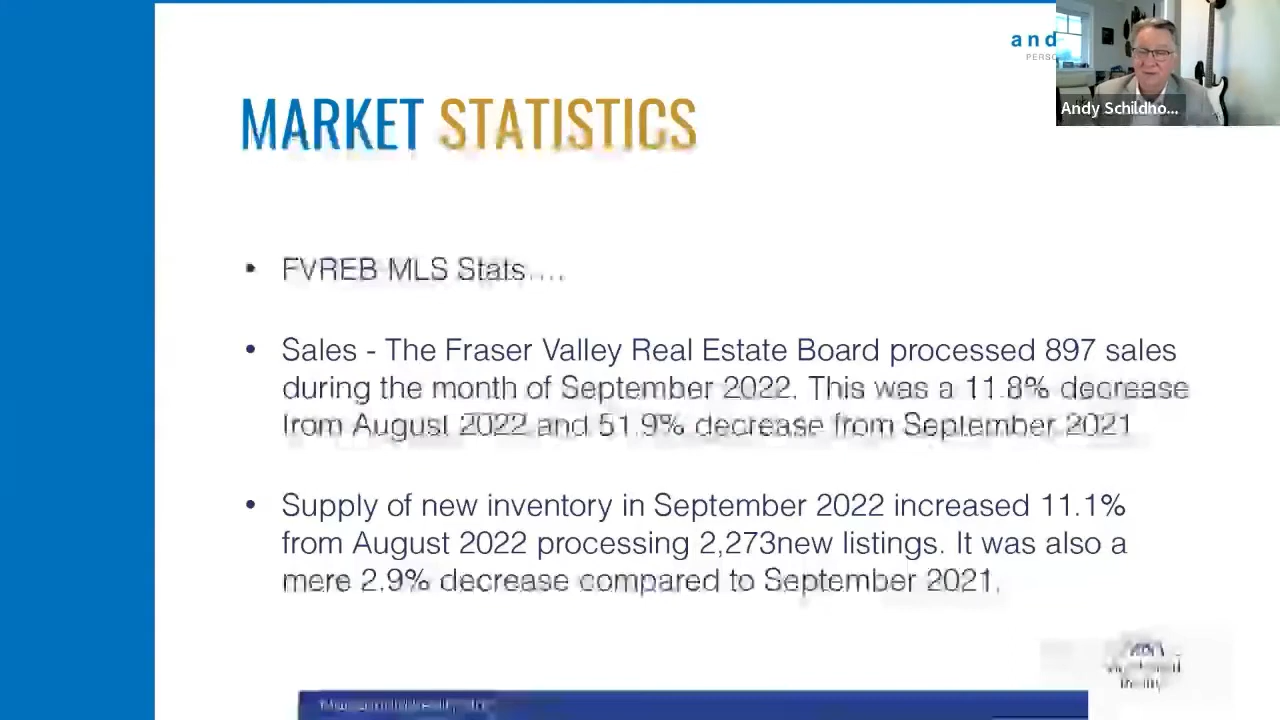 and
PERSO
Andy Schildho...
MARKET STATISTICS
• FVREB MLS Stats....
• Sales - The Fraser Valley Real Estate Board processed 897 sales
during the month of September 2022. This was a 11.8% decrease
from August 2022 and 51.9% decrease from September 2021
• Supply of new inventory in September 2022 increased 11.1%
from August 2022 processing 2,273new listings. It was also a
mere 2.9% decrease compared to September 2021.